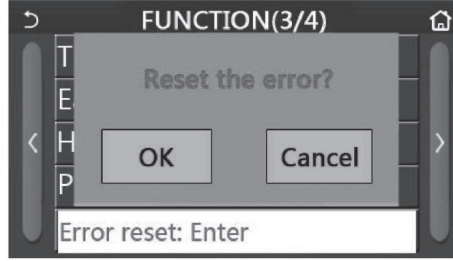 FUNCTION(3/4)
T
Reset the error?
E
H
OK Cancel
P
Error reset: Enter